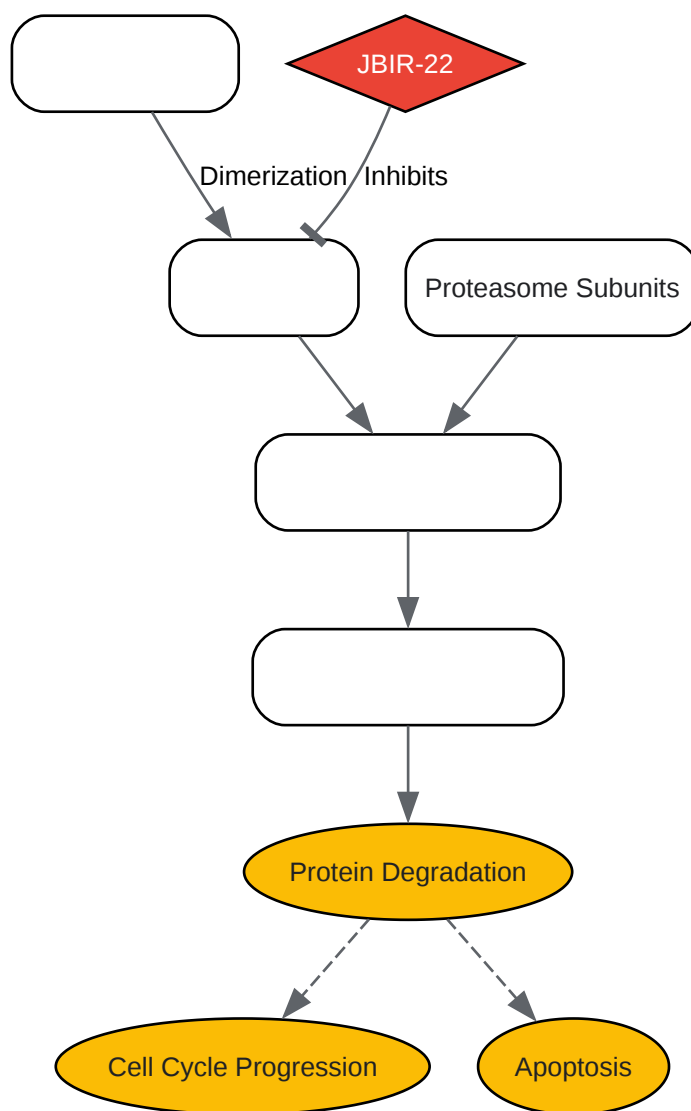 JBIR-22
Dimerization
Inhibits
Proteasome Subunits
Protein Degradation
Cell Cycle Progression
Apoptosis